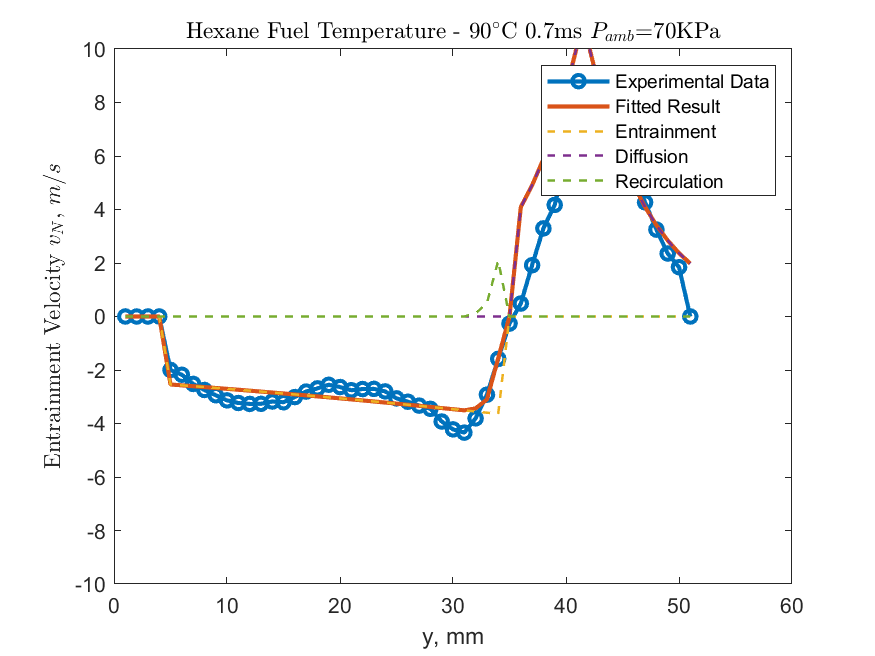 Hexane Fuel Temperature - 90°C 0.7ms P_amb=70KPa
Entrainment Velocity v_N, m/s
10
8
6
4
2
0
-2
-4
-6
-8
-10
Experimental Data
Fitted Result
Entrainment
Diffusion
Recirculation
0 10 20 30 40 50 60
y, mm